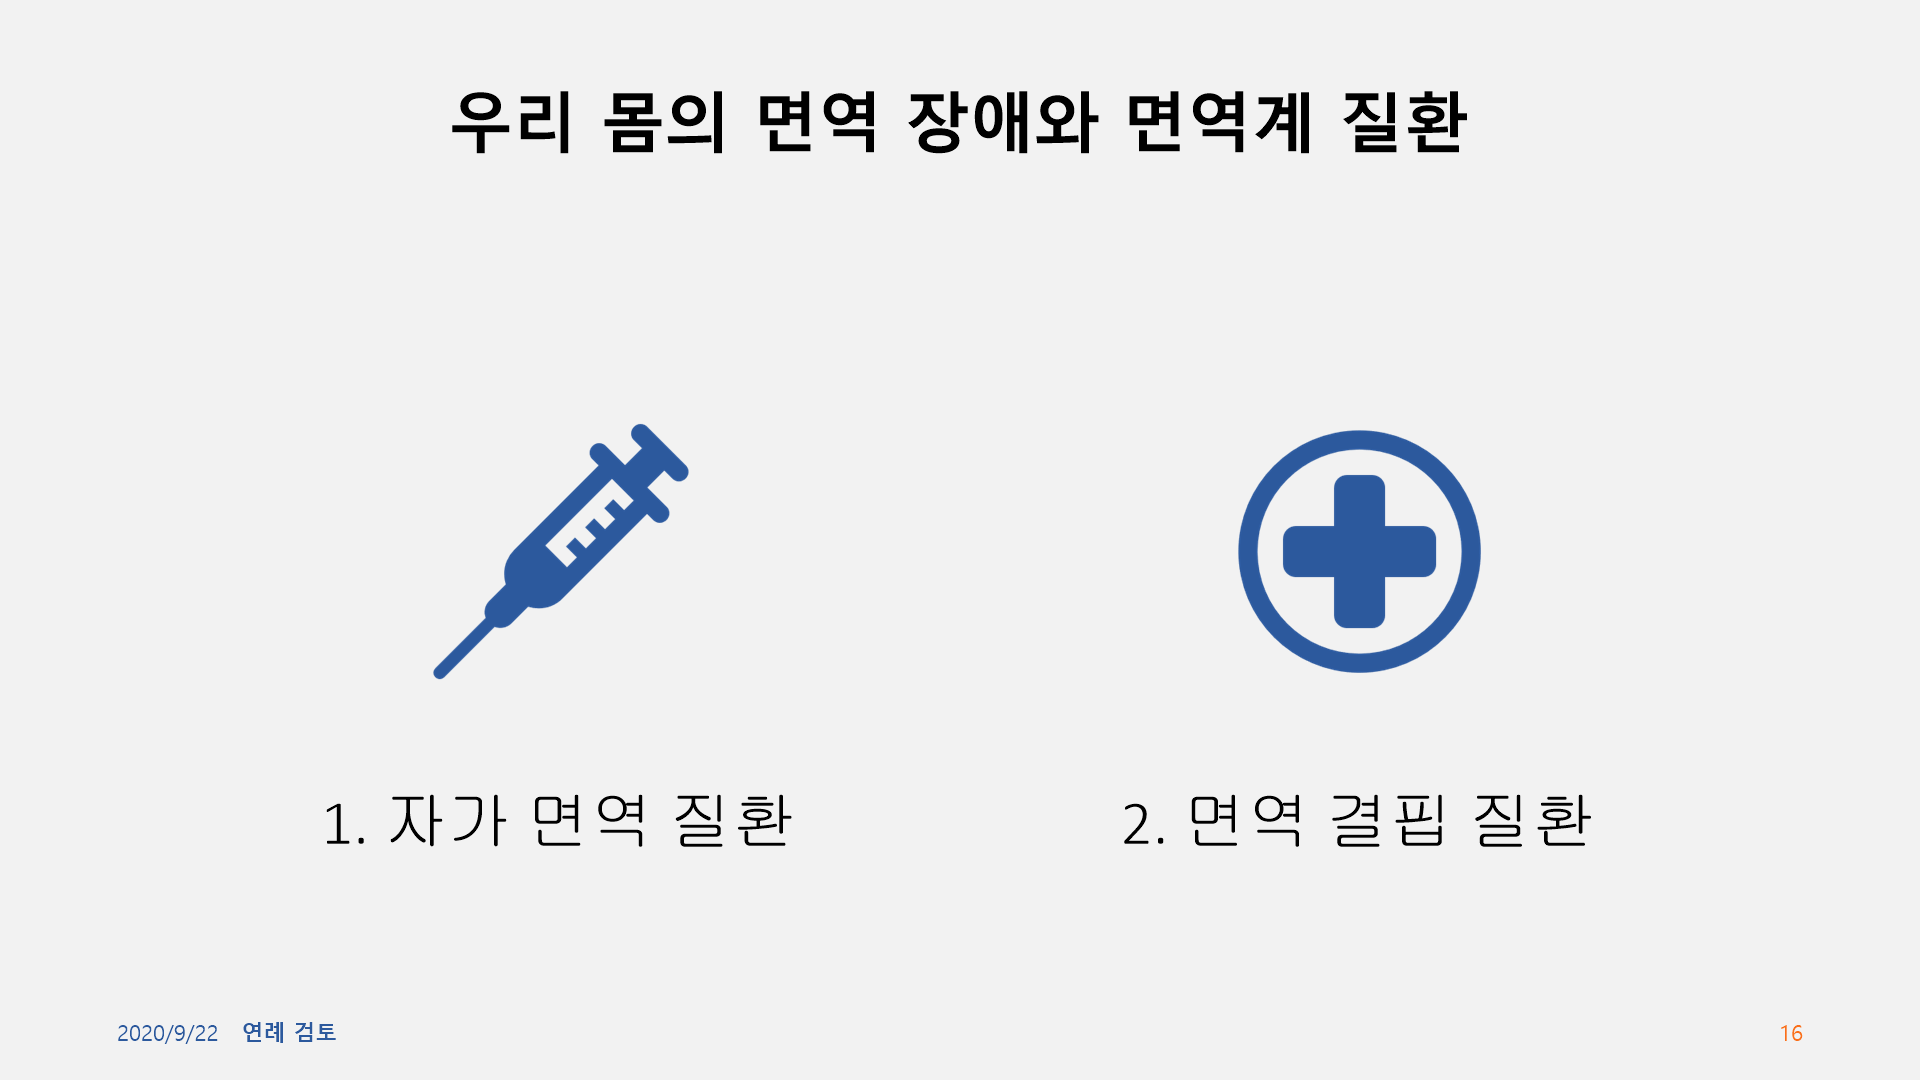 우리 몸의 면역 장애와 면역계 질환
1. 자가 면역 질환
2. 면역 결핍 질환
2020/9/22 연례 검토
16